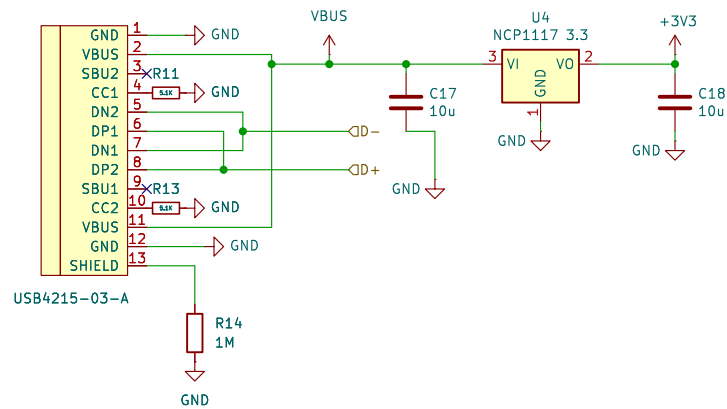 VBUS
U4
NCP1117 3.3
+3V3
GND 1 GND
VBUS 2
SBU2 3 R11
CC1 4 5.1K GND
DN2 5
DP1 6 D-
DN1 7
DP2 8 D+
SBU1 9 R13
CC2 10 5.1K GND
VBUS 11
GND 12 GND
SHIELD 13
USB4215-03-A
R14
1M
GND
C17
10u
GND
3 VI VO 2
GND
1
GND
C18
10u
GND